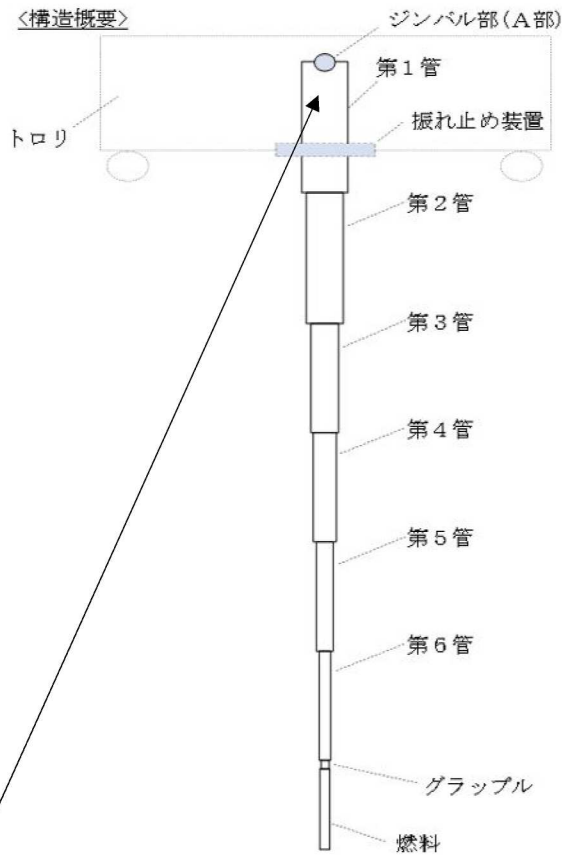 <構造概要>
ジンバル部(A部)
第1管
トロリ
振れ止め装置
第2管
第3管
第4管
第5管
第6管
グラップル
燃料